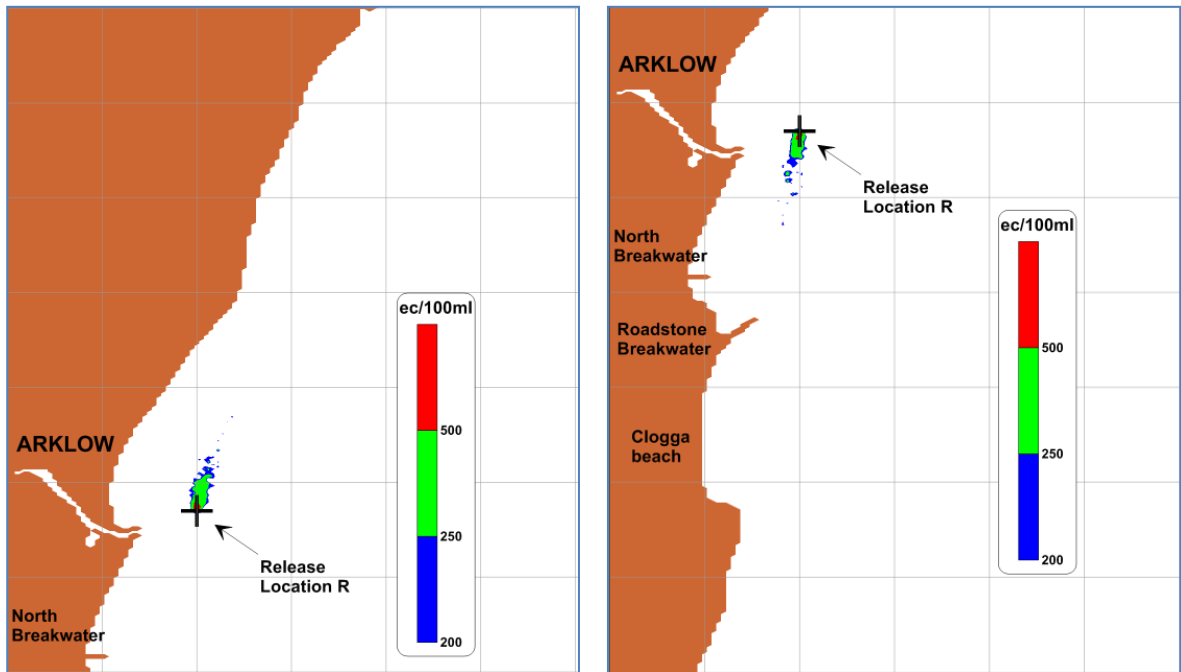 ec/100ml
500
ARKLOW
250
Release
Location R
North
Breakwater
200
ARKLOW
Release
Location R
ec/100ml
North
Breakwater
Roadstone
Breakwater
500
Clogga
beach
250
200